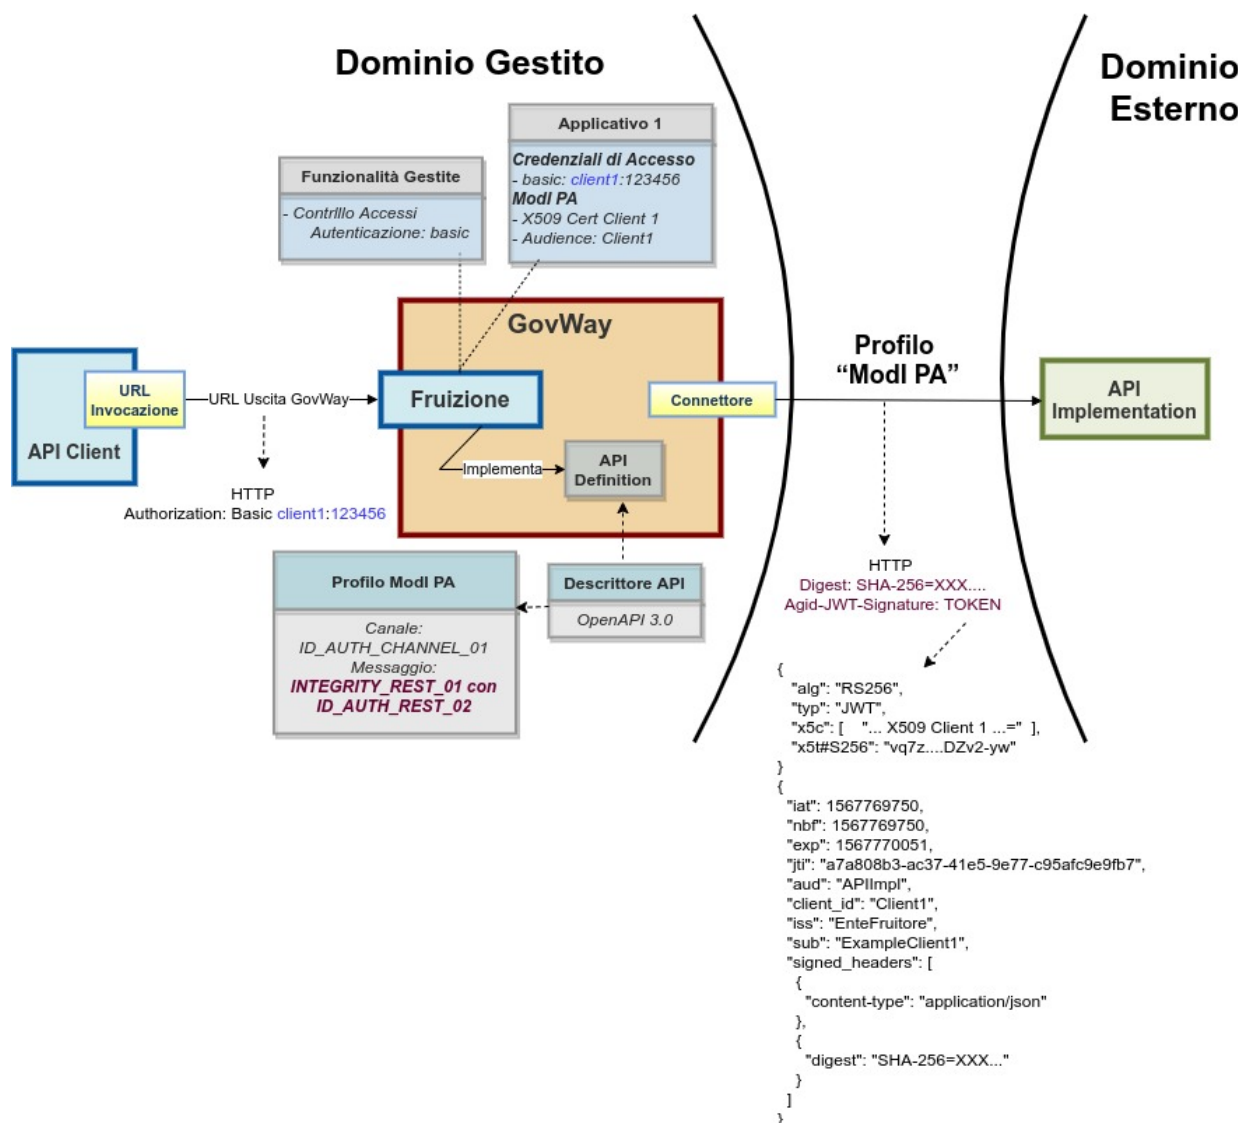 Dominio Gestito
Dominio
Esterno
Applicativo 1
Credenziali di Accesso
- basic: client1:123456
ModI PA
- X509 Cert Client 1
- Audience: Client1
Funzionalità Gestite
- Contrlllo Accessi
Autenticazione: basic
GovWay
Profilo
“ModI PA”
URL
Invocazione
API Client
URL Uscita GovWay
Fruizione
Connettore
API
Implementation
Implementa
API
Definition
HTTP
Authorization: Basic client1:123456
Profilo ModI PA
Canale:
ID_AUTH_CHANNEL_01
Messaggio:
INTEGRITY_REST_01 con
ID_AUTH_REST_02
Descrittore API
OpenAPI 3.0
HTTP
Digest: SHA-256=XXX....
Agid-JWT-Signature: TOKEN
{
"alg": "RS256",
"typ": "JWT",
"x5c": [ "... X509 Client 1 ...=" ],
"x5t#S256": "vq7z....DZv2-yw"
}
{
"iat": 1567769750,
"nbf": 1567769750,
"exp": 1567770051,
"jti": "a7a808b3-ac37-41e5-9e77-c95afc9e9fb7",
"aud": "APIImpl",
"client_id": "Client1",
"iss": "EnteFruitore",
"sub": "ExampleClient1",
"signed_headers": [
{
"content-type": "application/json"
},
{
"digest": "SHA-256=XXX..."
}
]
}